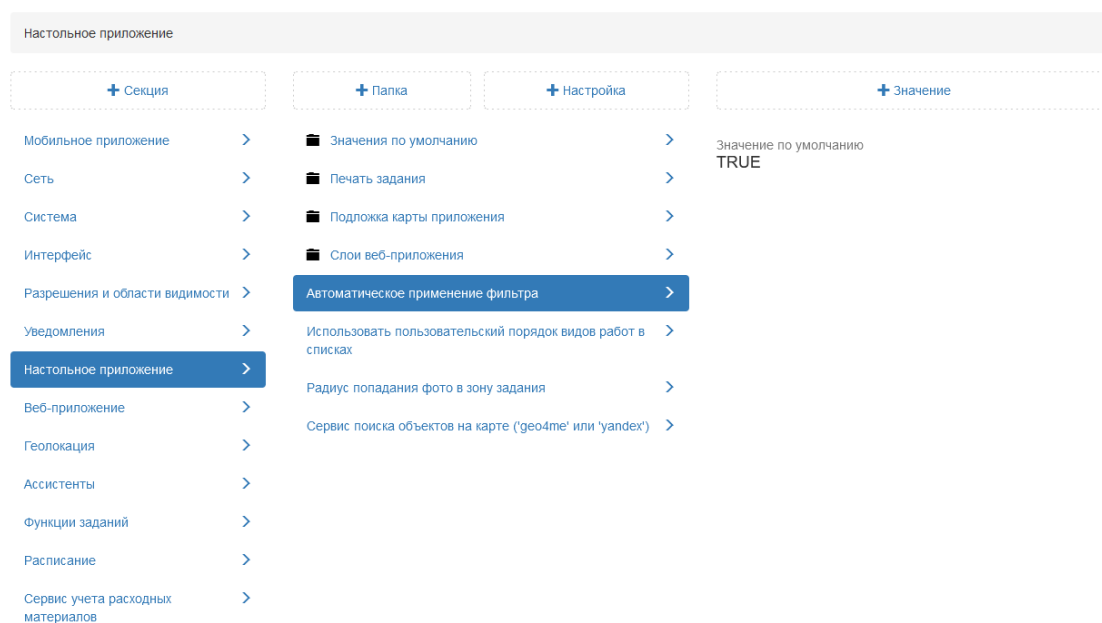 Настольное приложение
Секция
Папка
Настройка
Значение
Мобильное приложение
Сеть
Система
Интерфейс
Разрешения и области видимости
Уведомления
Настольное приложение
Веб-приложение
Геолокация
Ассистенты
Функции заданий
Расписание
Сервис учета расходных
материалов
Значения по умолчанию
Печать задания
Подложка карты приложения
Слои веб-приложения
Автоматическое применение фильтра
Использовать пользовательский порядок видов работ в
списках
Радиус попадания фото в зону задания
Сервис поиска объектов на карте ('geo4me' или 'yandex')
Значение по умолчанию
TRUE